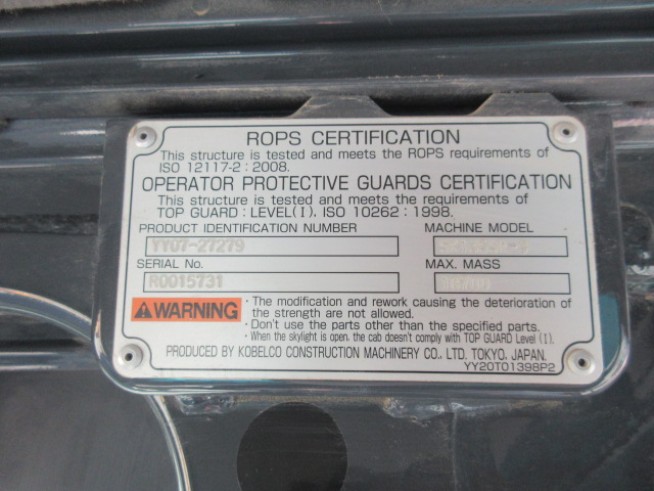 ROPS CERTIFICATION
This structure is tested and meets the ROPS requirements of
ISO 12117-2 : 2008.
OPERATOR PROTECTIVE GUARDS CERTIFICATION
This structure is tested and meets the requirements of
TOP GUARD : LEVEL(I). ISO 10262 : 1998.
PRODUCT IDENTIFICATION NUMBER
YY07-27279
MACHINE MODEL
SERIAL No.
R0015731
MAX. MASS
WARNING
· The modification and rework causing the deterioration of
the strength are not allowed.
· Don't use the parts other than the specified parts.
· When the skylight is open. the cab doesn't comply with TOP GUARD Level (I).
PRODUCED BY KOBELCO CONSTRUCTION MACHINERY CO., LTD. TOKYO, JAPAN.
YY20T01398P2